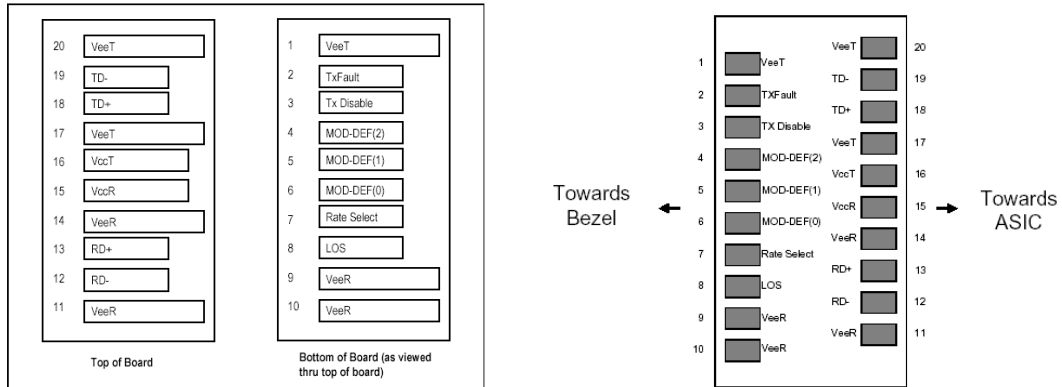 20 VeeT
19 TD-
18 TD+
17 VeeT
16 VccT
15 VccR
14 VeeR
13 RD+
12 RD-
11 VeeR
Top of Board
1 VeeT
2 TxFault
3 Tx Disable
4 MOD-DEF(2)
5 MOD-DEF(1)
6 MOD-DEF(0)
7 Rate Select
8 LOS
9 VeeR
10 VeeR
Bottom of Board (as viewed
thru top of board)
Towards
Bezel
1 VeeT
2 TXFault
3 TX Disable
4 MOD-DEF(2)
5 MOD-DEF(1)
6 MOD-DEF(0)
7 Rate Select
8 LOS
9 VeeR
10 VeeR
VeeT 20
TD- 19
TD+ 18
VeeT 17
VccT 16
VccR 15
VeeR 14
RD+ 13
RD- 12
VeeR 11
Towards
ASIC